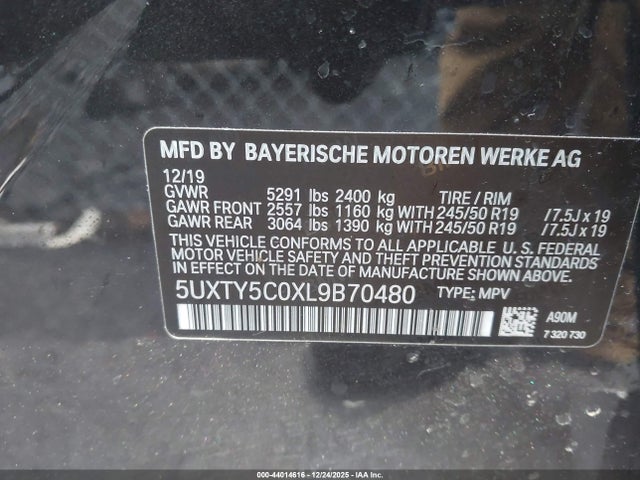 MFD BY BAYERISCHE MOTOREN WERKE AG
12/19
GVWR 5291 lbs 2400 kg TIRE / RIM
GAWR FRONT 2557 lbs 1160 kg WITH 245/50 R19 /7.5J x 19
GAWR REAR 3064 lbs 1390 kg WITH 245/50 R19 /7.5J x 19
THIS VEHICLE CONFORMS TO ALL APPLICABLE U. S. FEDERAL
MOTOR VEHICLE SAFETY AND THEFT PREVENTION STANDARDS
IN EFFECT ON THE DATE OF MANUFACTURE SHOWN ABOVE.
5UXTY5C0XL9B70480 TYPE: MPV
A90M
7 320 730
000-44014616 - 12/24/2025 - IAAI, Inc.